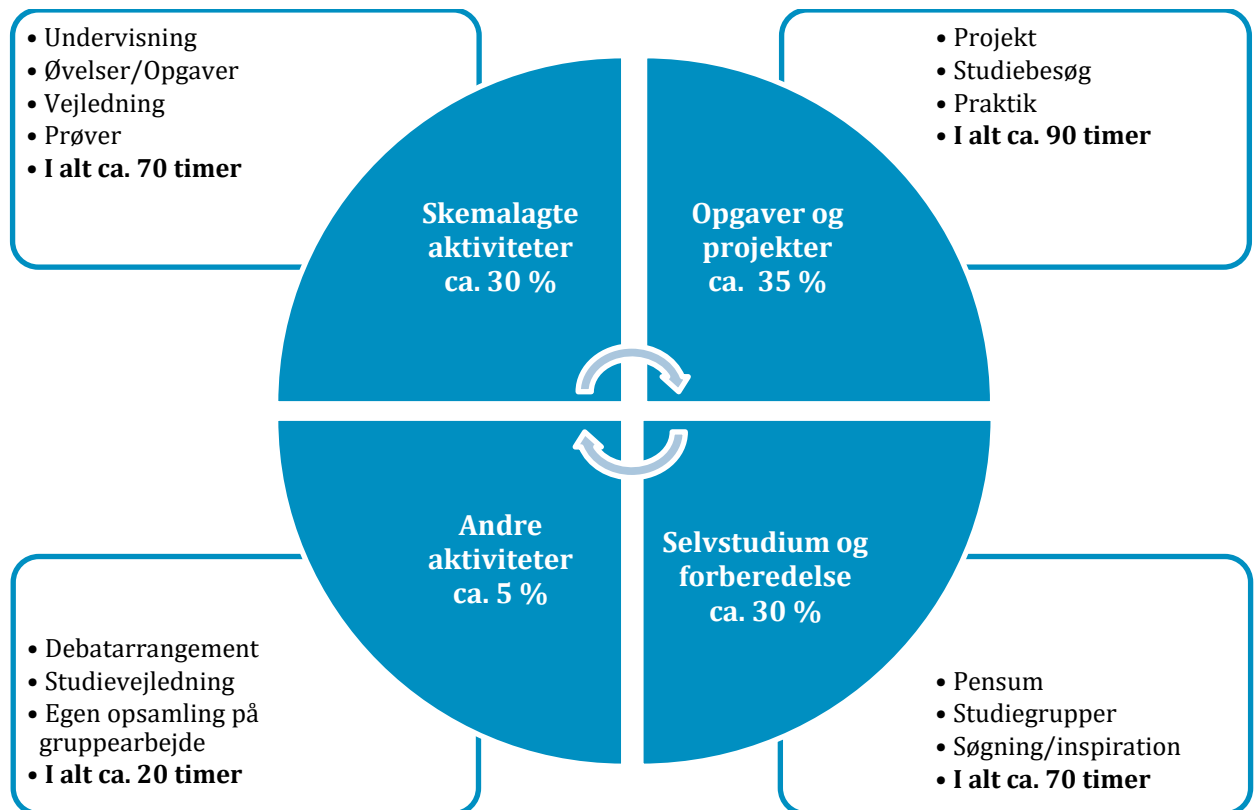 • Undervisning
• Øvelser/Opgaver
• Vejledning
• Prøver
• I alt ca. 70 timer
• Projekt
• Studiebesøg
• Praktik
• I alt ca. 90 timer
Skemalagte
aktiviteter
ca. 30 %
Opgaver og
projekter
ca. 35 %
Andre
aktiviteter
ca. 5 %
Selvstudium og
forberedelse
ca. 30 %
• Debatarrangement
• Studievejledning
• Egen opsamling på
gruppearbejde
• I alt ca. 20 timer
• Pensum
• Studiegrupper
• Søgning/inspiration
• I alt ca. 70 timer